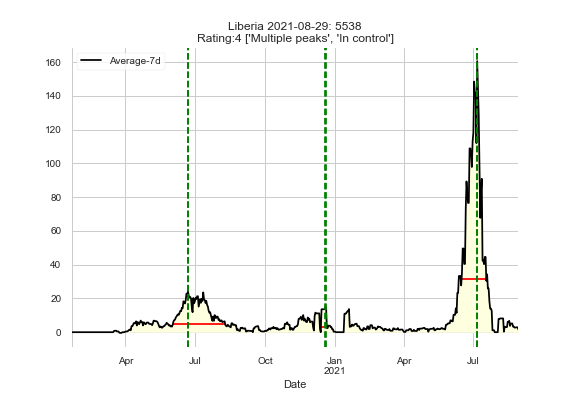 Liberia 2021-08-29: 5538
Rating:4 ['Multiple peaks', 'In control']
Average-7d
160
140
120
100
80
60
40
20
0
Apr
Jul
Oct
Jan
2021
Apr
Jul
Date